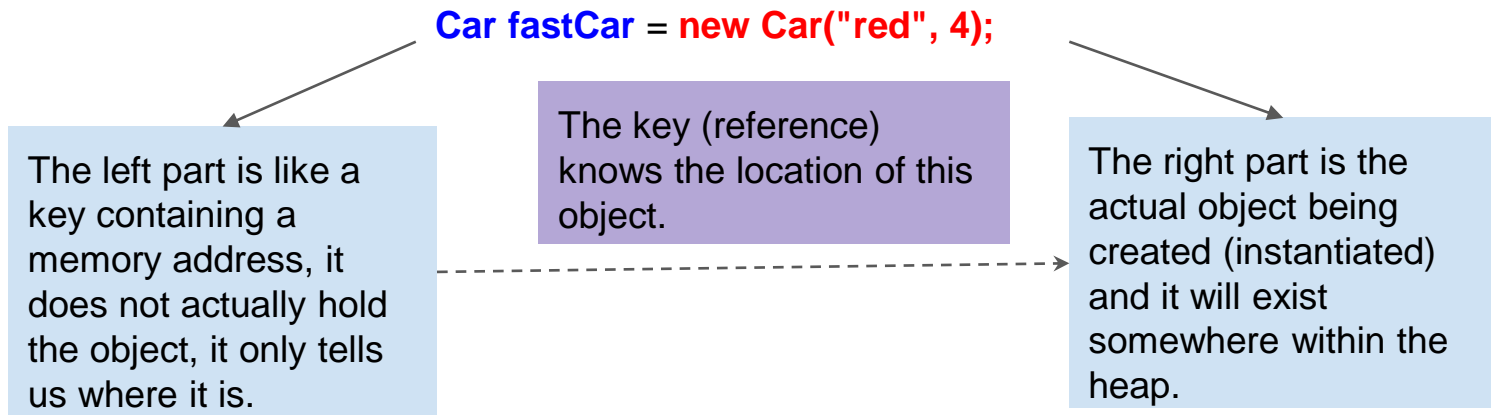 Car fastCar = new Car("red", 4);
The left part is like a
key containing a
memory address, it
does not actually hold
the object, it only tells
us where it is.
The key (reference)
knows the location of this
object.
The right part is the
actual object being
created (instantiated)
and it will exist
somewhere within the
heap.